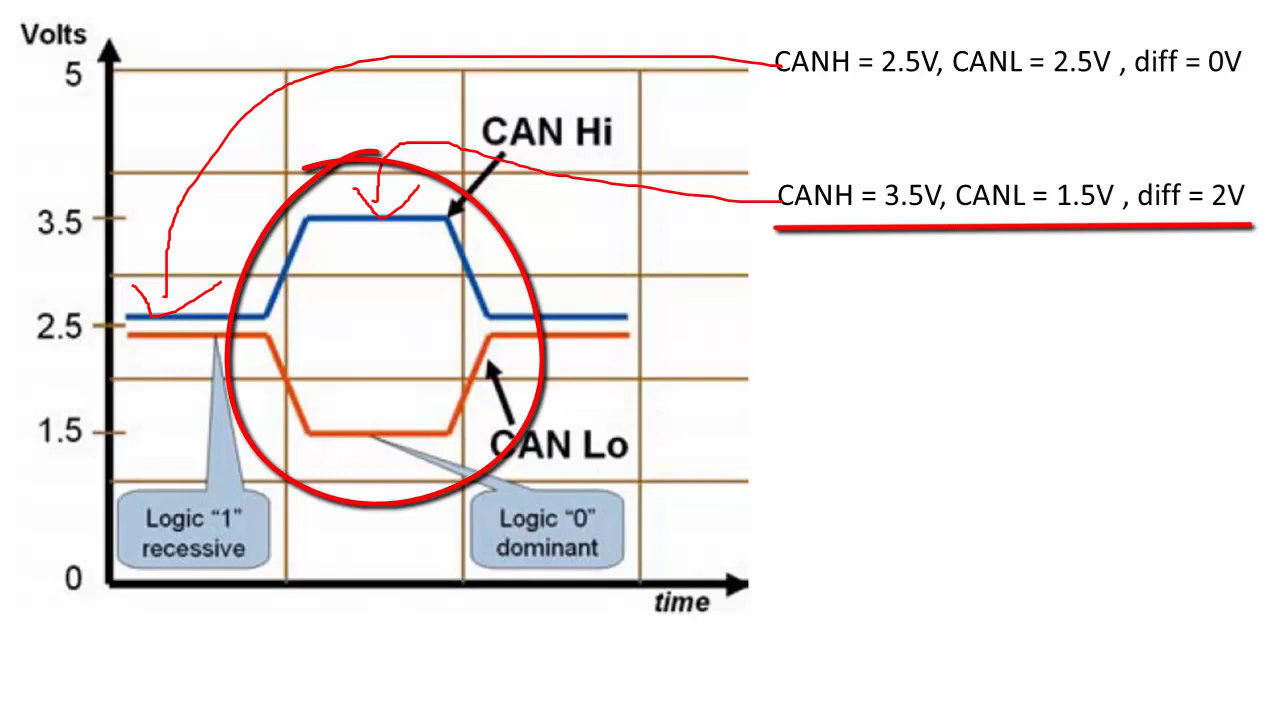 Volts
5
CANH = 2.5V, CANL = 2.5V , diff = 0V
CAN Hi
CANH = 3.5V, CANL = 1.5V , diff = 2V
3.5
2.5
1.5
CAN Lo
Logic “1”
recessive
Logic “0”
dominant
0
time